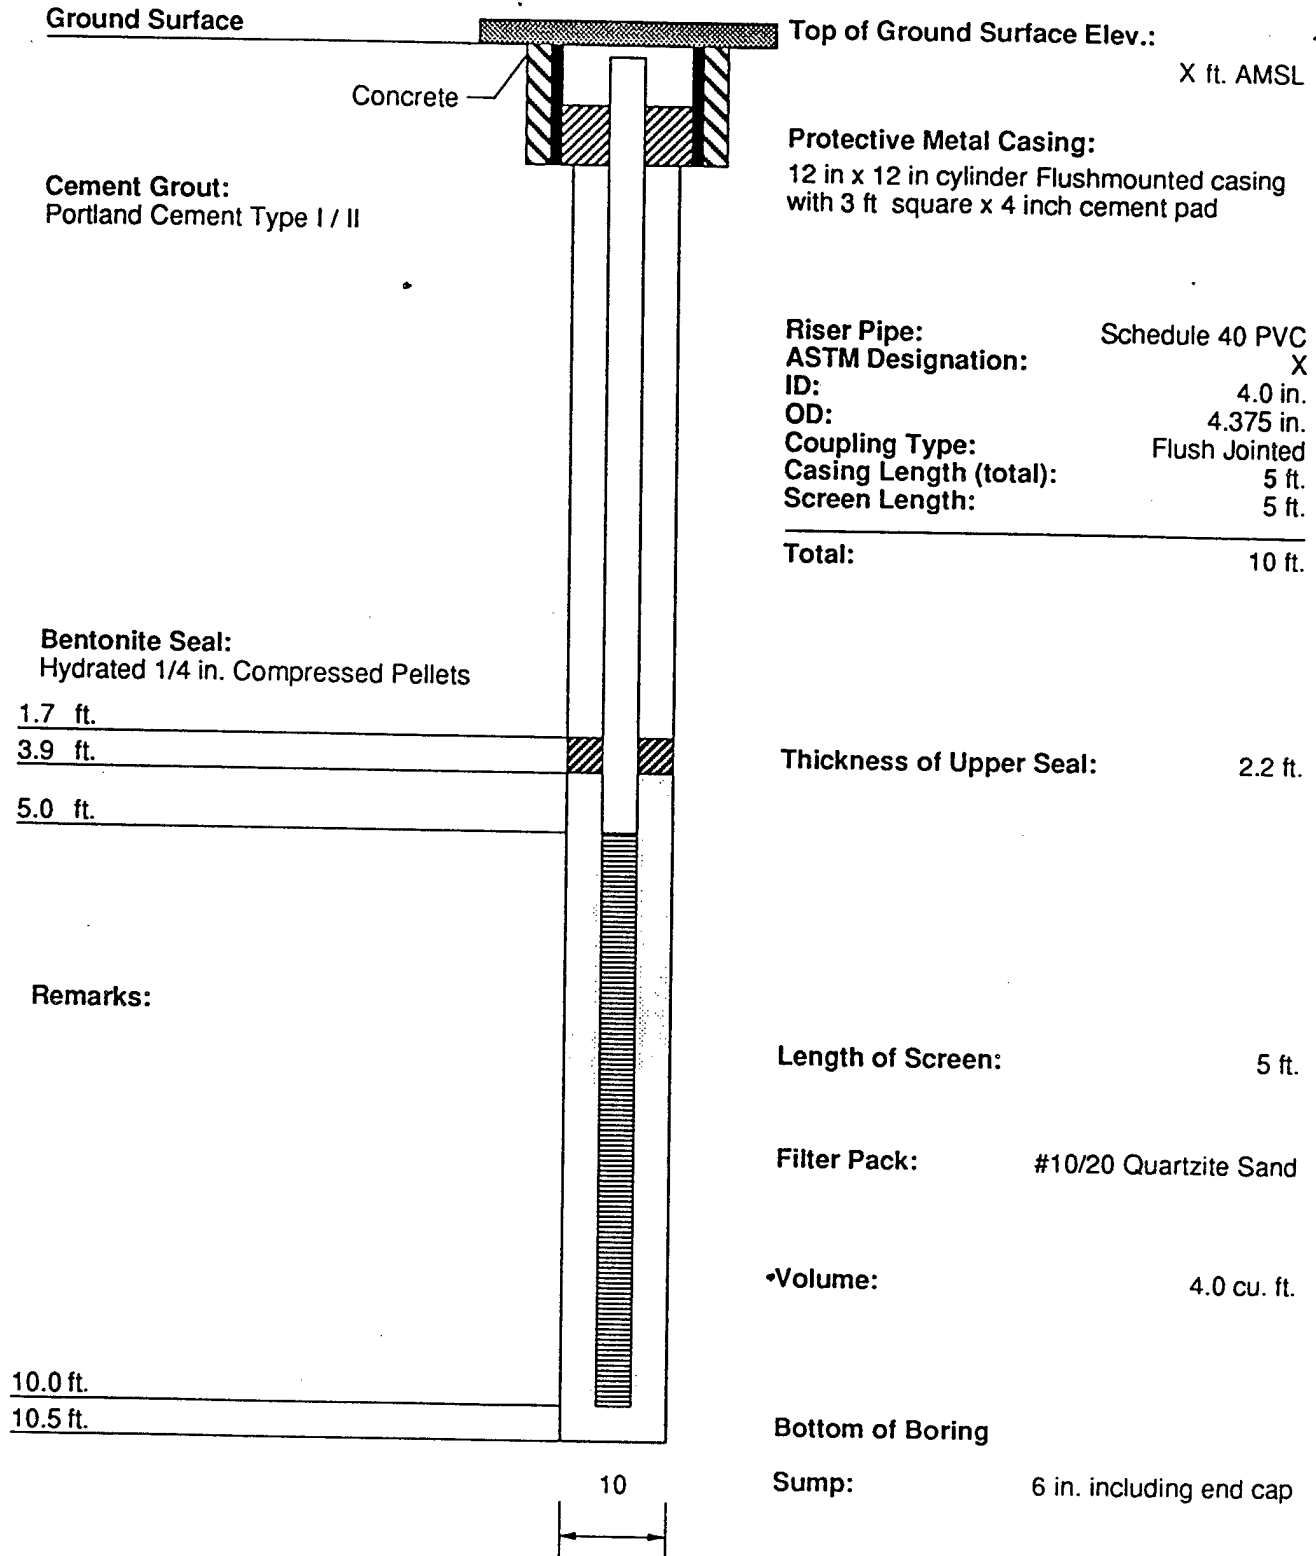 Ground Surface
Top of Ground Surface Elev.:
X ft. AMSL
Concrete
Protective Metal Casing:
12 in x 12 in cylinder Flushmounted casing
with 3 ft square x 4 inch cement pad
Cement Grout:
Portland Cement Type I / II
Riser Pipe: Schedule 40 PVC
ASTM Designation: X
ID: 4.0 in.
OD: 4.375 in.
Coupling Type: Flush Jointed
Casing Length (total): 5 ft.
Screen Length: 5 ft.
Total: 10 ft.
Bentonite Seal:
Hydrated 1/4 in. Compressed Pellets
1.7 ft.
3.9 ft.
Thickness of Upper Seal: 2.2 ft.
5.0 ft.
Remarks:
Length of Screen: 5 ft.
Filter Pack: #10/20 Quartzite Sand
Volume: 4.0 cu. ft.
10.0 ft.
10.5 ft.
Bottom of Boring
Sump: 6 in. including end cap
10